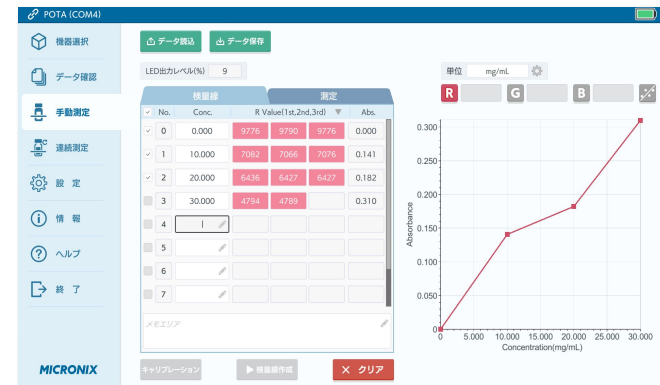 POTA (COM4)
機器選択
データ確認
手動測定
連続測定
設 定
情 報
ヘルプ
終 了
MICRONIX
データ読込
データ保存
LED出力レベル(%) 9
検量線 測定
No. Conc. R Value(1st,2nd,3rd) Abs.
0 0.000 9776 9790 9776 0.000
1 10.000 7082 7066 7076 0.141
2 20.000 6436 6427 6427 0.182
3 30.000 4794 4789 0.310
4
5
6
7
メモエリア
キャリブレーション
検量線作成
クリア
単位 mg/mL
R G B
0.300
0.250
0.200
0.150
0.100
0.050
0
Absorbance
0 5.000 10.000 15.000 20.000 25.000 30.000
Concentration(mg/mL)